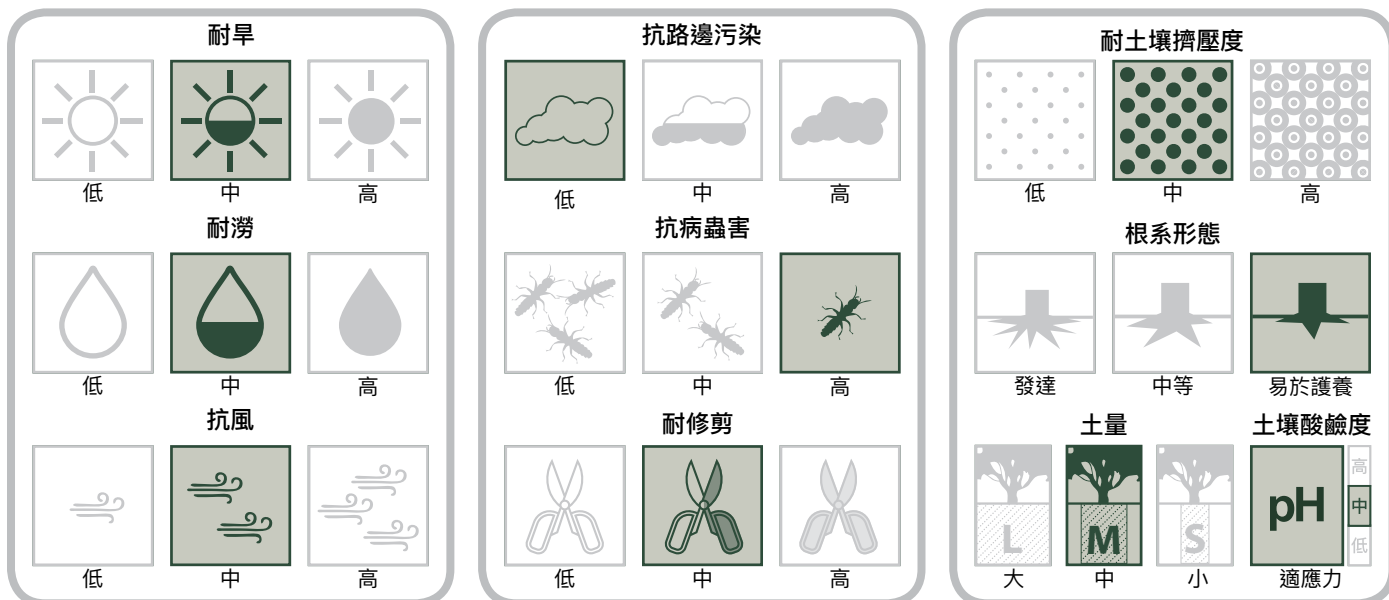 耐旱
低 中 高
耐澇
低 中 高
抗風
低 中 高
抗路邊污染
低 中 高
抗病蟲害
低 中 高
耐修剪
低 中 高
耐土壤擠壓度
低 中 高
根系形態
發達 中等 易於護養
土量
L M S
大 中 小
土壤酸鹼度
高
pH 中
低
適應力